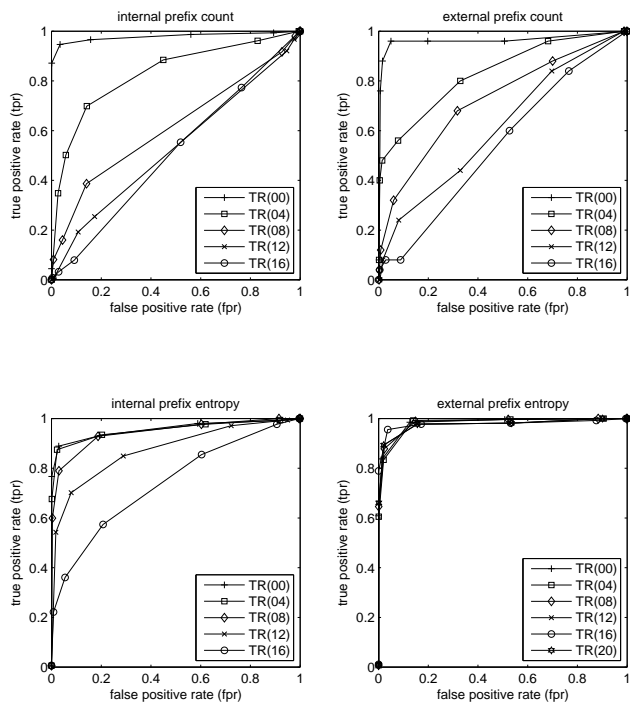 internal prefix count
true positive rate (tpr)
1
0.8
0.6
0.4
0.2
0
TR(00)
TR(04)
TR(08)
TR(12)
TR(16)
0 0.2 0.4 0.6 0.8 1
false positive rate (fpr)
external prefix count
true positive rate (tpr)
1
0.8
0.6
0.4
0.2
0
TR(00)
TR(04)
TR(08)
TR(12)
TR(16)
0 0.2 0.4 0.6 0.8 1
false positive rate (fpr)
internal prefix entropy
true positive rate (tpr)
1
0.8
0.6
0.4
0.2
0
TR(00)
TR(04)
TR(08)
TR(12)
TR(16)
0 0.2 0.4 0.6 0.8 1
false positive rate (fpr)
external prefix entropy
true positive rate (tpr)
1
0.8
0.6
0.4
0.2
0
TR(00)
TR(04)
TR(08)
TR(12)
TR(16)
TR(20)
0 0.2 0.4 0.6 0.8 1
false positive rate (fpr)